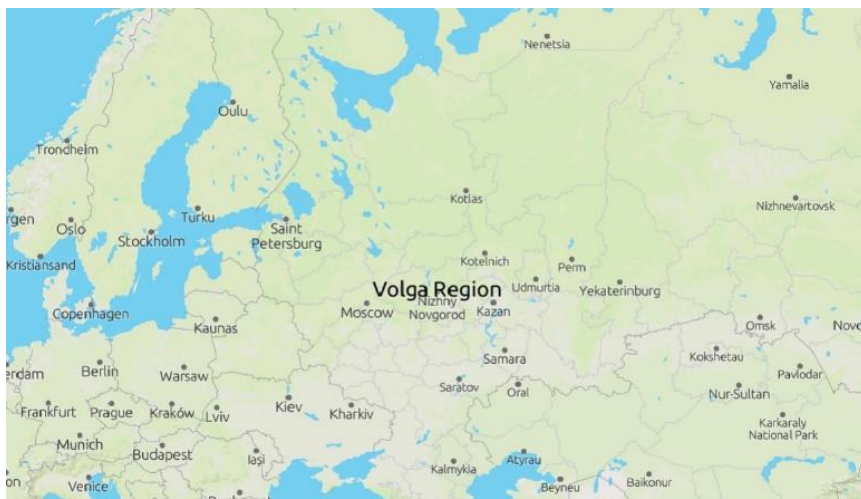 Nenetsia
Yamalia
Oulu
Trondheim
Kotlas
Nizhnevartovsk
rgen
Oslo
Turku
Saint
Petersburg
Stockholm
Kristiansand
Kotelnich
Perm
Udmurtia
Yekaterinburg
Volga Region
Copenhagen
Moscow
Nizhny
Novgorod
Kazan
Kaunas
Omsk
Novo
Samara
Kokshetau
erdam
Berlin
Warsaw
Saratov
Oral
Nur-Sultan
Pavlodar
Frankfurt
Prague
Kraków
Lviv
Kiev
Kharkiv
Karkaraly
National Park
Munich
Budapest
Iași
Kalmykia
Atyrau
Beyneu
Baikonur
on
Venice